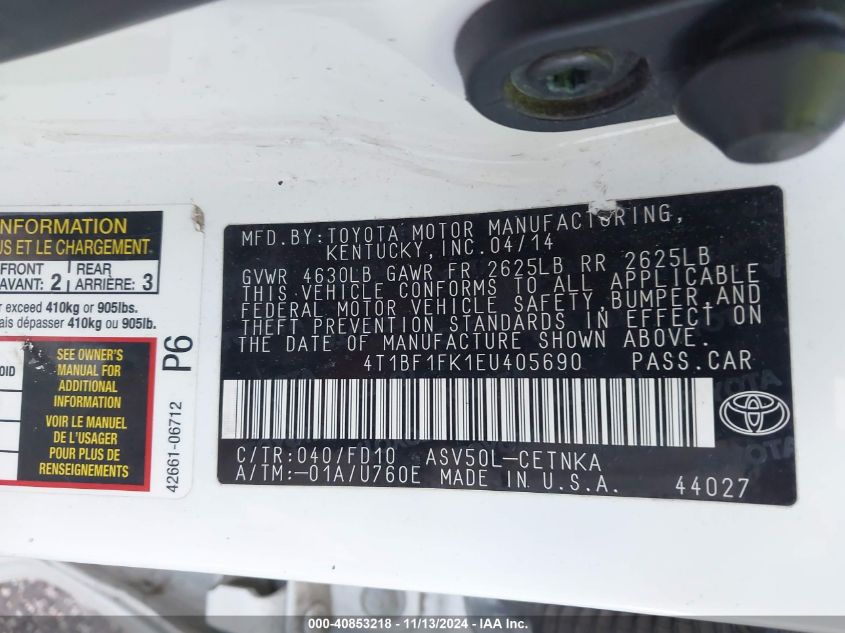 NFORMATION
US ET LE CHARGEMENT
FRONT
AVANT: 2
REAR
ARRIÈRE: 3
r exceed 410kg or 905lbs.
ais dépasser 410kg ou 905lb.
OID
SEE OWNER'S
MANUAL FOR
ADDITIONAL
INFORMATION
VOIR LE MANUEL
DE L'USAGER
POUR PLUS DE
RENSEIGNEMENTS
P6
42661-06712
MFD. BY: TOYOTA MOTOR MANUFACTURING,
KENTUCKY, INC. 04/14
GVWR 4630LB GAWR FR 2625LB RR 2625LB
THIS VEHICLE CONFORMS TO ALL APPLICABLE
FEDERAL MOTOR VEHICLE SAFETY, BUMPER, AND
THEFT PREVENTION STANDARDS IN EFFECT ON
THE DATE OF MANUFACTURE SHOWN ABOVE.
4T1BF1FK1EU405690 PASS. CAR
C/TR: 040/FD10 ASV50L-CETNKA
A/TM:-01A/U760E MADE IN U.S.A. 44027
TOYOTA
000-40853218 - 11/13/2024 - IAA Inc.